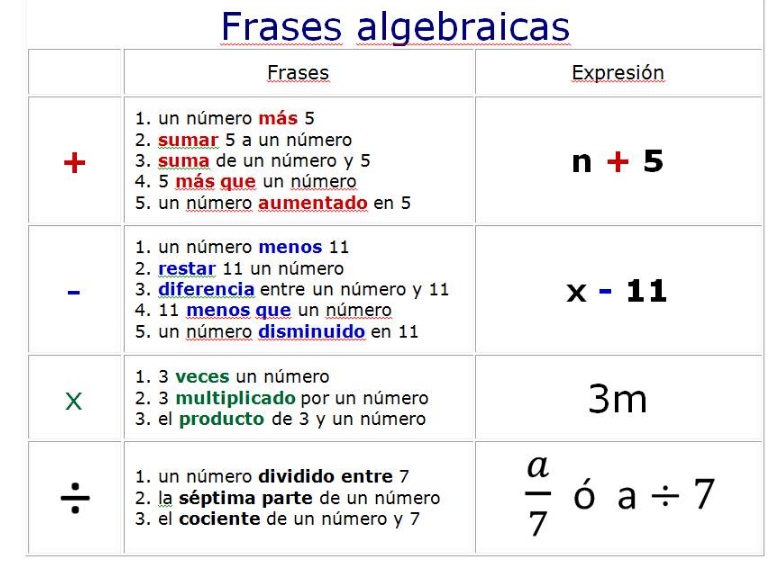 Frases algebraicas
Frases
Expresión
+
1. un número más 5
2. sumar 5 a un número
3. suma de un número y 5
4. 5 más que un número
5. un número aumentado en 5
n + 5
-
1. un número menos 11
2. restar 11 un número
3. diferencia entre un número y 11
4. 11 menos que un número
5. un número disminuido en 11
x - 11
x
1. 3 veces un número
2. 3 multiplicado por un número
3. el producto de 3 y un número
3m
÷
1. un número dividido entre 7
2. la séptima parte de un número
3. el cociente de un número y 7
a/7 ó a ÷ 7